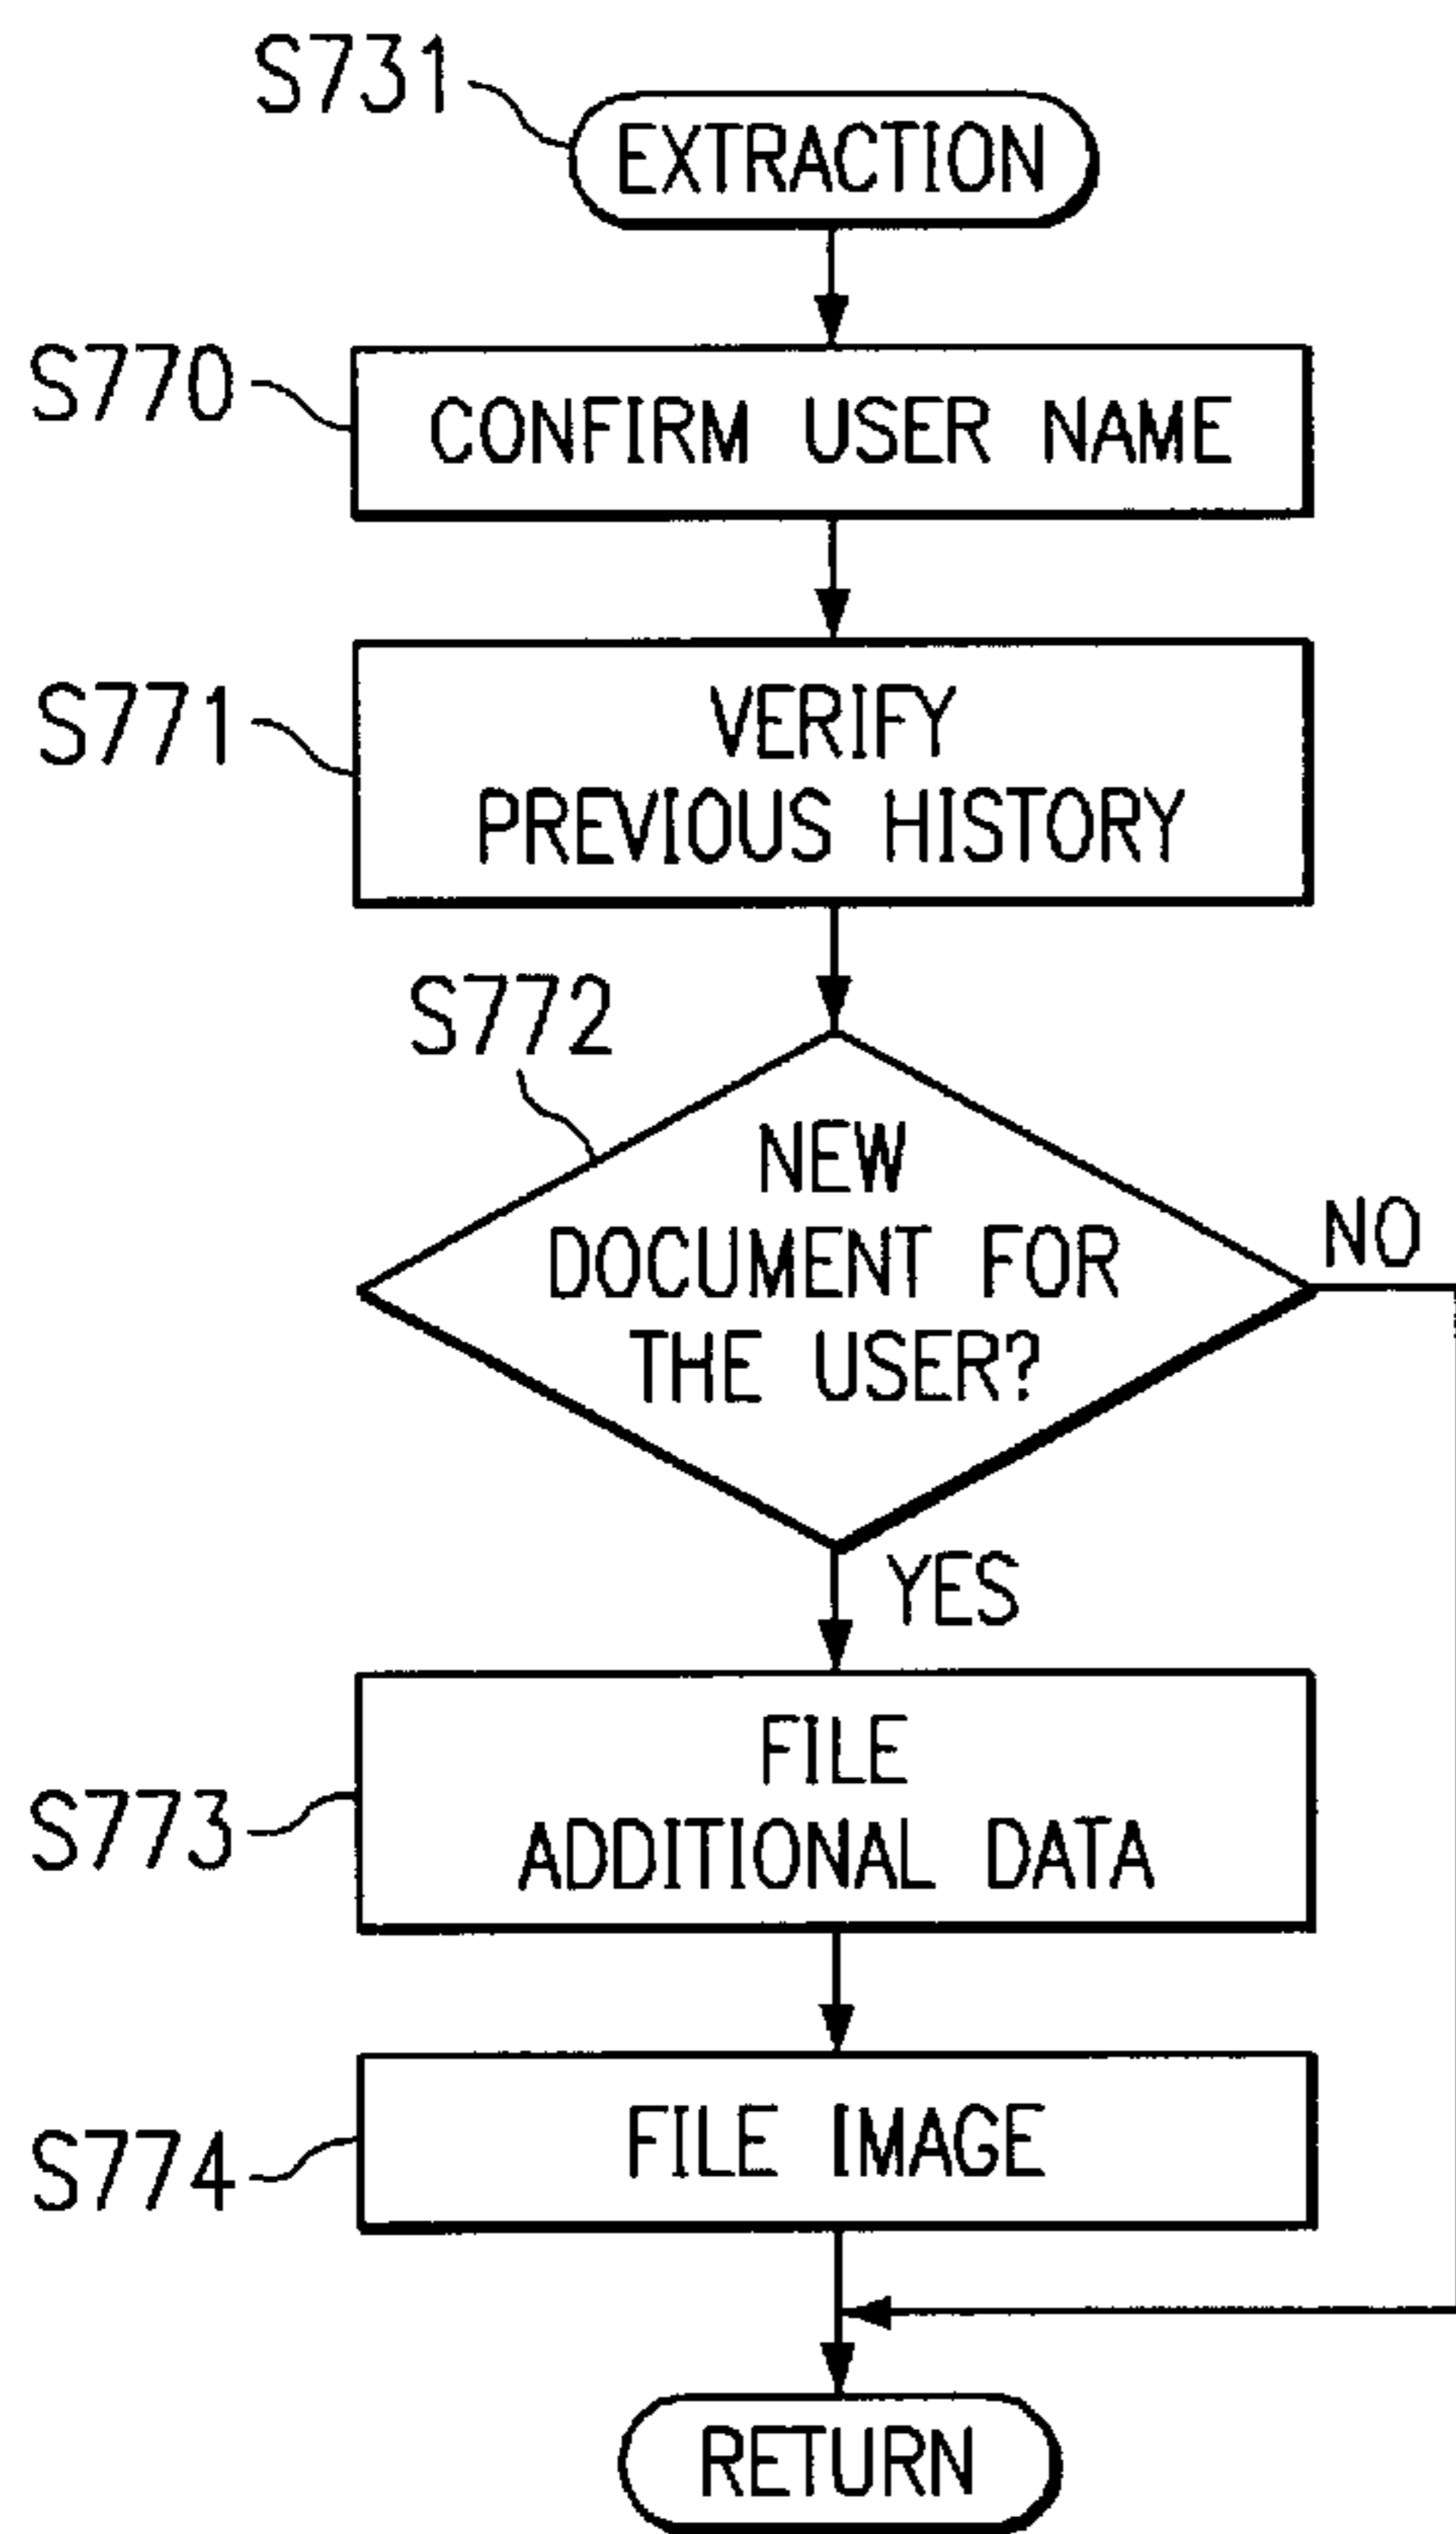 S731
EXTRACTION
S770
CONFIRM USER NAME
S771
VERIFY
PREVIOUS HISTORY
S772
NEW
DOCUMENT FOR
THE USER?
NO
YES
S773
FILE
ADDITIONAL DATA
S774
FILE IMAGE
RETURN